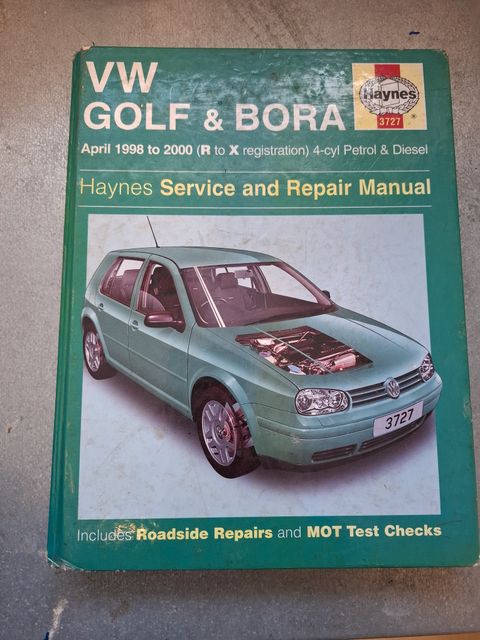 VW
GOLF & BORA
Haynes
3727
April 1998 to 2000 (R to X registration) 4-cyl Petrol & Diesel
Haynes Service and Repair Manual
3727
Includes Roadside Repairs and MOT Test Checks